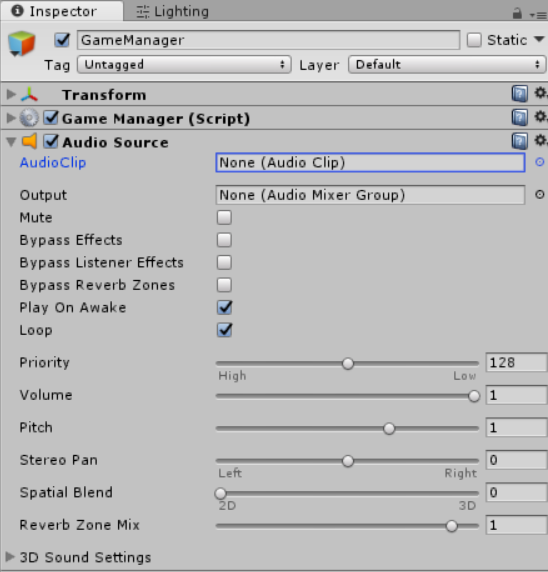 Inspector Lighting
GameManager Static
Tag Untagged Layer Default
Transform
Game Manager (Script)
Audio Source
AudioClip None (Audio Clip)
Output None (Audio Mixer Group)
Mute
Bypass Effects
Bypass Listener Effects
Bypass Reverb Zones
Play On Awake
Loop
Priority 128
High Low
Volume 1
Pitch 1
Stereo Pan 0
Left Right
Spatial Blend 0
2D 3D
Reverb Zone Mix 1
3D Sound Settings